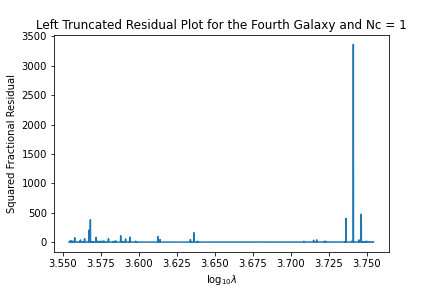 Left Truncated Residual Plot for the Fourth Galaxy and Nc = 1
Squared Fractional Residual
3500
3000
2500
2000
1500
1000
500
0
3.550 3.575 3.600 3.625 3.650 3.675 3.700 3.725 3.750
log₁₀λ